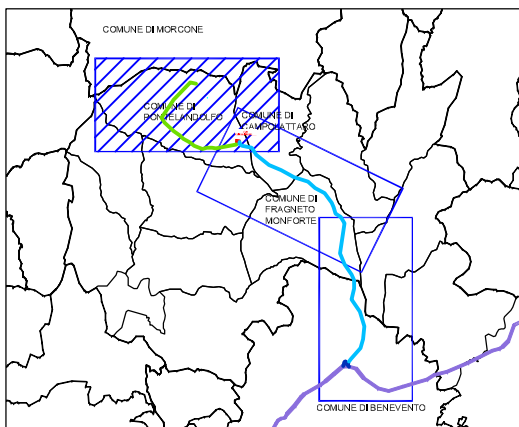 COMUNE DI MORCONE
COMUNE DI
PONTELANDOLFO
COMUNE DI
CAMPOLATTARO
COMUNE DI
FRAGNETO
MONFORTE
COMUNE DI BENEVENTO